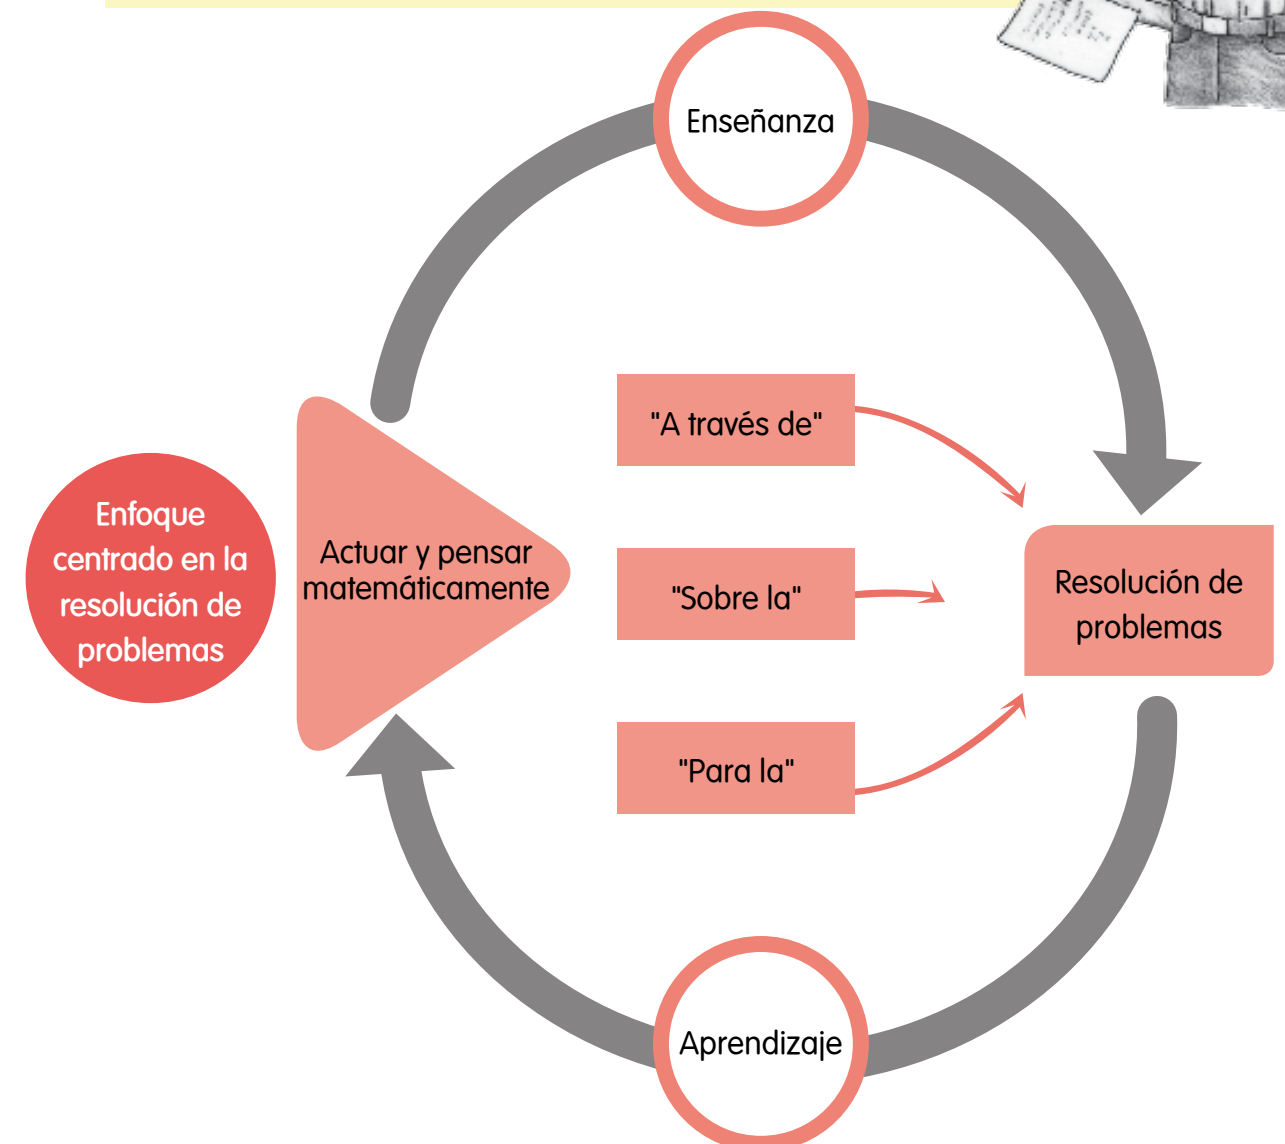 Enseñanza
"A través de"
Enfoque
centrado en la
resolución de
problemas
Actuar y pensar
matemáticamente
"Sobre la"
Resolución de
problemas
"Para la"
Aprendizaje